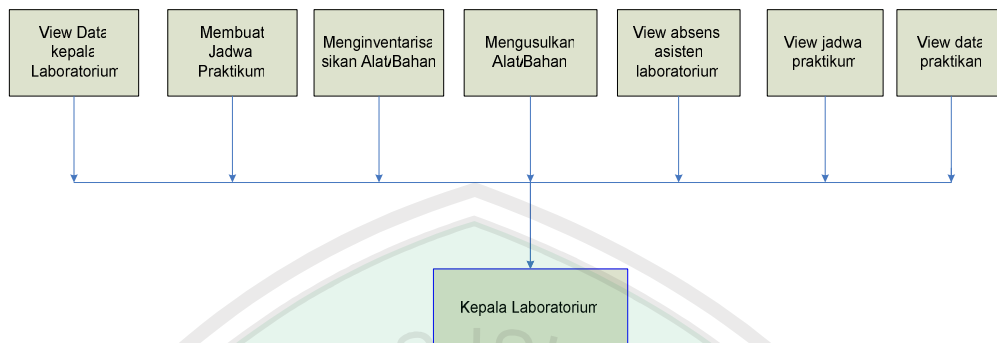 View Data
kepala
Laboratorium
Membuat
Jadwa
Praktikum
Menginventarisa
sikan Alat/Bahan
Mengusulkan
Alat/Bahan
View absens
asisten
laboratorium
View jadwa
praktikum
View data
praktikan
Kepala Laboratorium